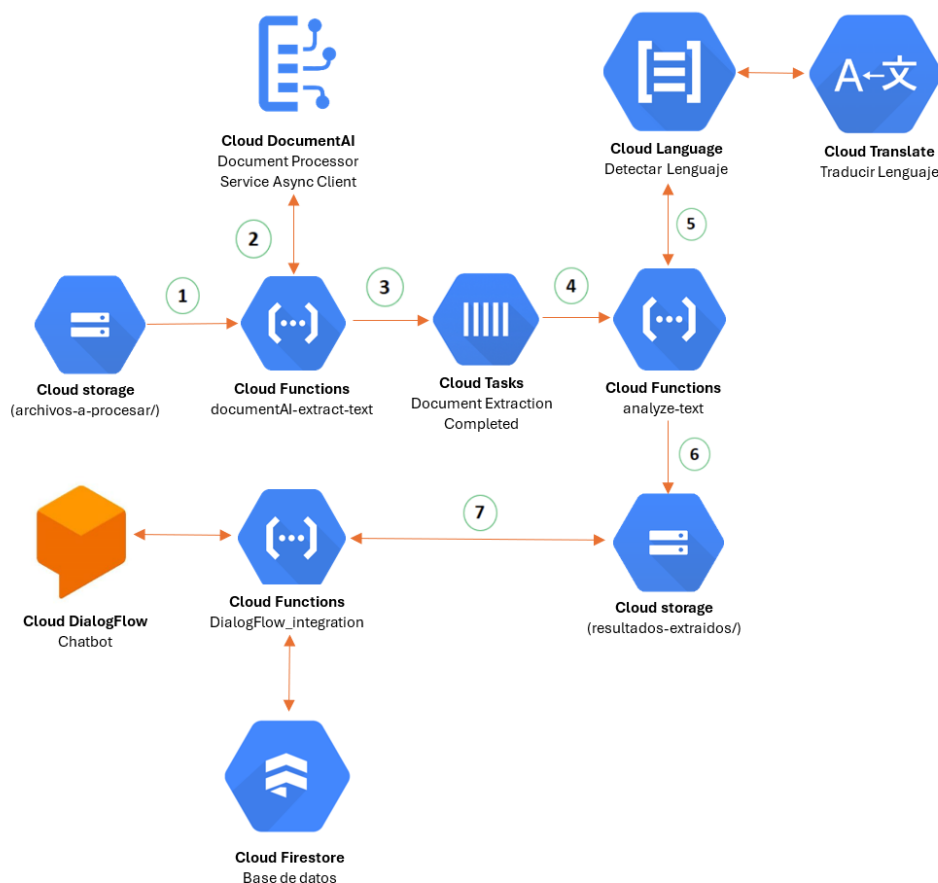 Cloud DocumentAI
Document Processor
Service Async Client
Cloud Language
Detectar Lenguaje
A←文
Cloud Translate
Traducir Lenguaje
2
5
1
3
4
Cloud storage
(archivos-a-procesar/)
Cloud Functions
documentAI-extract-text
Cloud Tasks
Document Extraction
Completed
Cloud Functions
analyze-text
6
7
Cloud DialogFlow
Chatbot
Cloud Functions
DialogFlow_integration
Cloud storage
(resultados-extraidos/)
Cloud Firestore
Base de datos